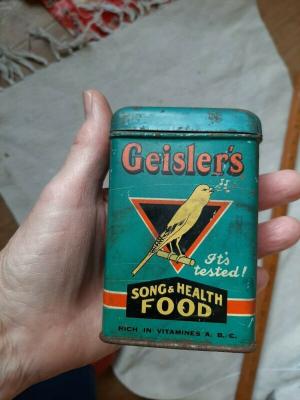 Geisler's
It's
tested!
SONG & HEALTH
FOOD
RICH IN VITAMINES A. B. C.